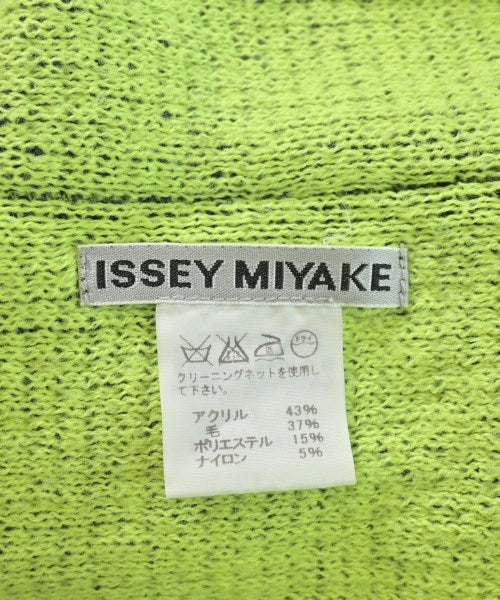 ISSEY MIYAKE
ドライ
クリーニングネットを使用し
て下さい。
アクリル 43%
毛 37%
ポリエステル 15%
ナイロン 5%